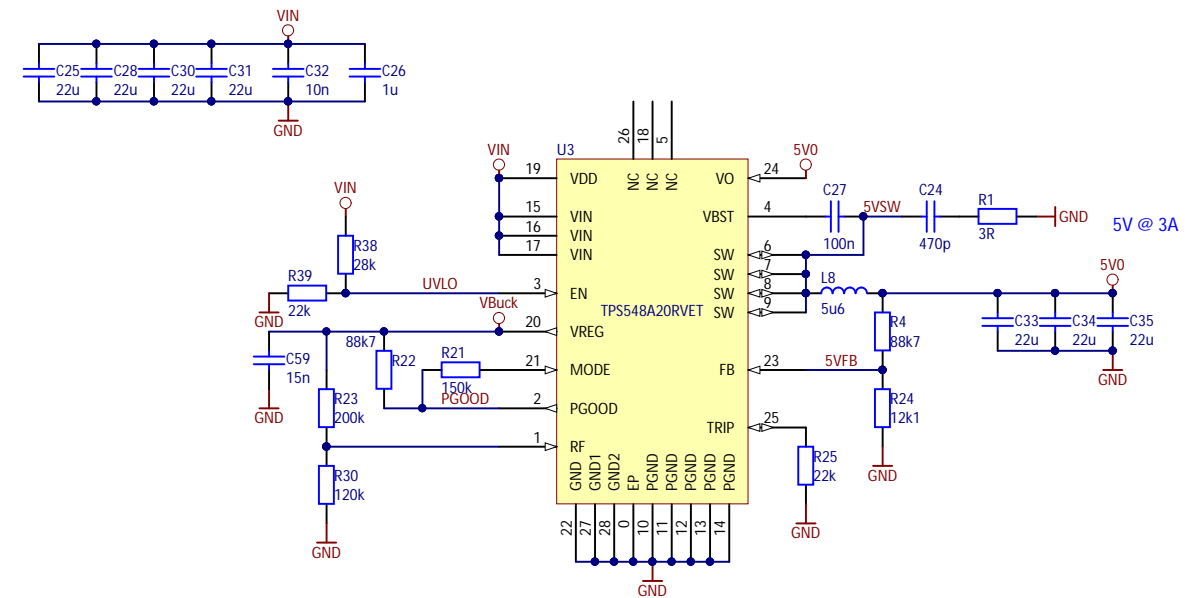 VIN
C25
22u
C28
22u
C30
22u
C31
22u
C32
10n
C26
1u
GND
26
18
5
NC
NC
NC
U3
VIN
19
VDD
15
VIN
16
VIN
17
VIN
VO
24
5V0
VBST
4
C27
100n
5VSW
C24
470p
R1
3R
GND
5V @ 3A
SW
6
SW
7
SW
8
SW
9
L8
5u6
5V0
VIN
R38
28k
R39
22k
GND
UVLO
3
EN
TPS548A20RVET
VBuck
20
VREG
C59
15n
GND
88k7
R22
R21
150k
21
MODE
PGOOD
2
PGOOD
R23
200k
1
RF
R30
120k
GND
R4
88k7
C33
22u
C34
22u
C35
22u
GND
FB
23
5VFB
R24
12k1
GND
TRIP
25
R25
22k
GND
GND
GND1
GND2
EP
PGND
PGND
PGND
PGND
PGND
22
27
28
0
10
11
12
13
14
GND